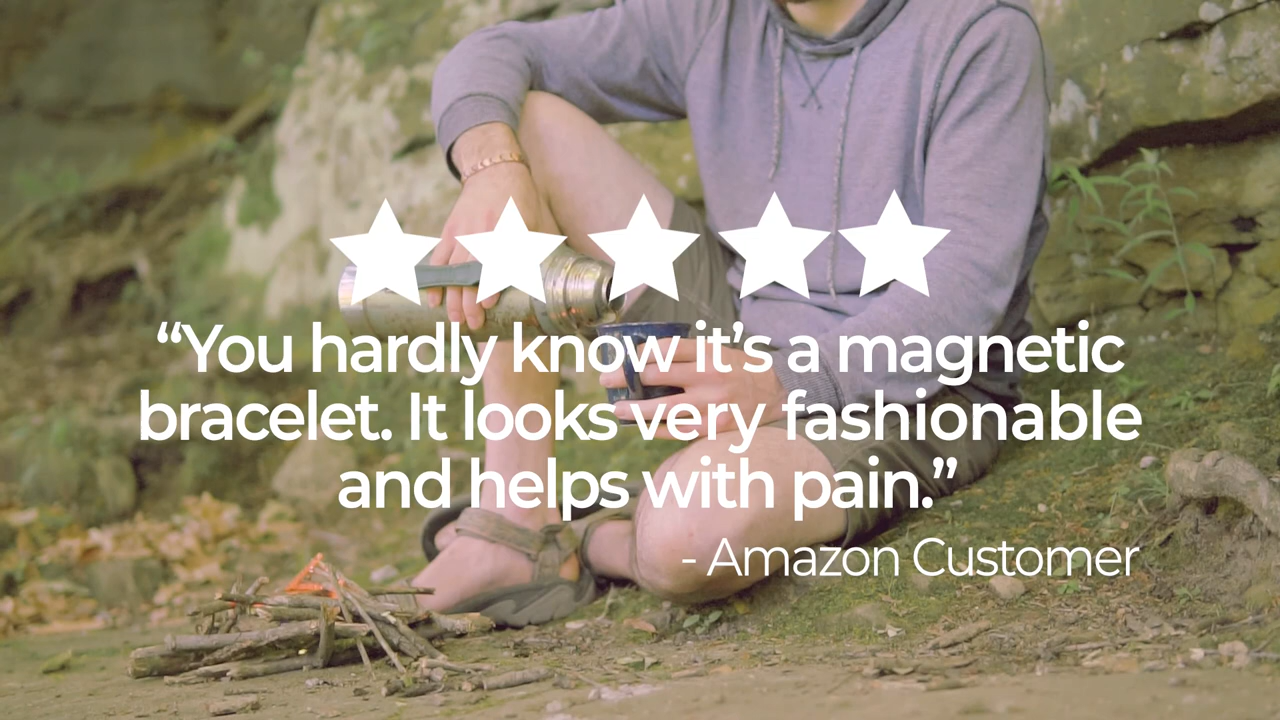 “You hardly know it’s a magnetic
bracelet. It looks very fashionable
and helps with pain.”
- Amazon Customer